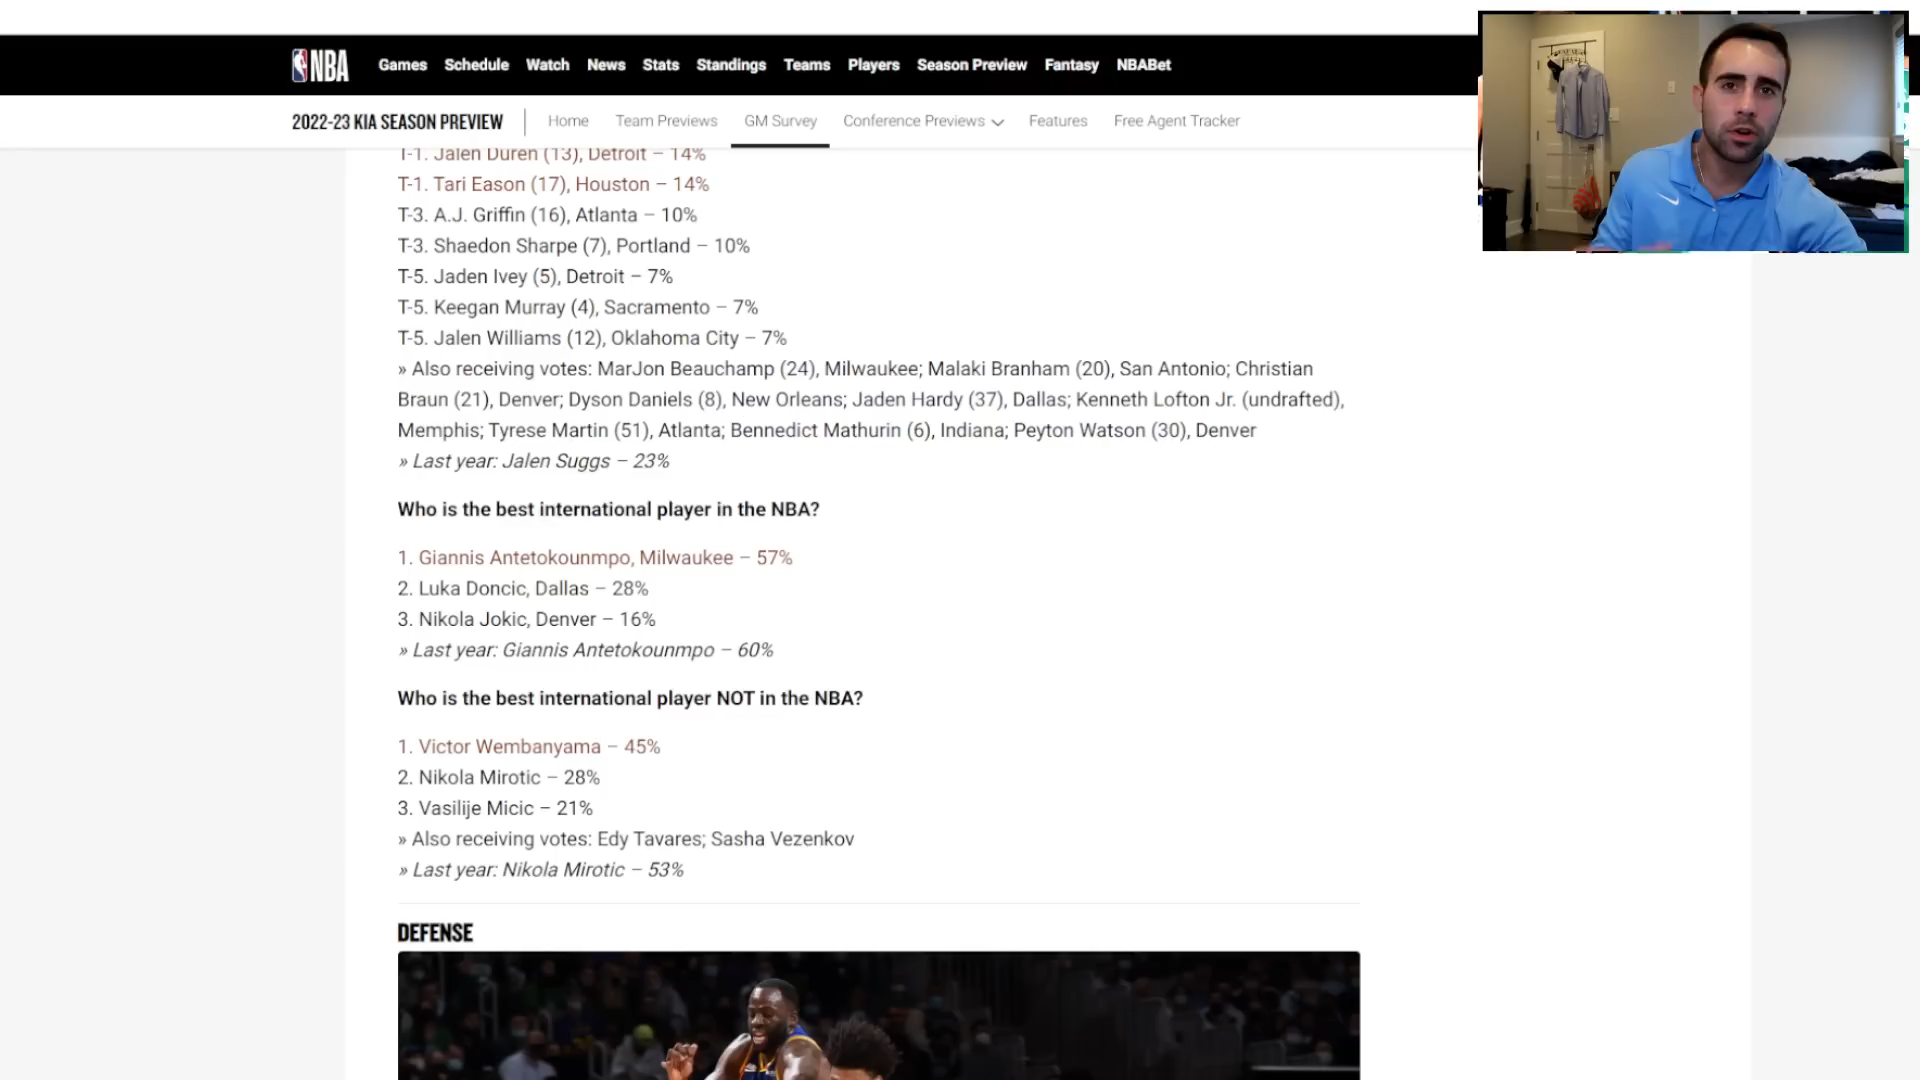 NBA
Games Schedule Watch News Stats Standings Teams Players Season Preview Fantasy NBABet
2022-23 KIA SEASON PREVIEW Home Team Previews GM Survey Conference Previews Features Free Agent Tracker
T-1. Jalen Duren (13), Detroit – 14%
T-1. Tari Eason (17), Houston – 14%
T-3. A.J. Griffin (16), Atlanta – 10%
T-3. Shaedon Sharpe (7), Portland – 10%
T-5. Jaden Ivey (5), Detroit – 7%
T-5. Keegan Murray (4), Sacramento – 7%
T-5. Jalen Williams (12), Oklahoma City – 7%
» Also receiving votes: MarJon Beauchamp (24), Milwaukee; Malaki Branham (20), San Antonio; Christian
Braun (21), Denver; Dyson Daniels (8), New Orleans; Jaden Hardy (37), Dallas; Kenneth Lofton Jr. (undrafted),
Memphis; Tyrese Martin (51), Atlanta; Bennedict Mathurin (6), Indiana; Peyton Watson (30), Denver
» Last year: Jalen Suggs – 23%
Who is the best international player in the NBA?
1. Giannis Antetokounmpo, Milwaukee – 57%
2. Luka Doncic, Dallas – 28%
3. Nikola Jokic, Denver – 16%
» Last year: Giannis Antetokounmpo – 60%
Who is the best international player NOT in the NBA?
1. Victor Wembanyama – 45%
2. Nikola Mirotic – 28%
3. Vasilije Micic – 21%
» Also receiving votes: Edy Tavares; Sasha Vezenkov
» Last year: Nikola Mirotic – 53%
DEFENSE